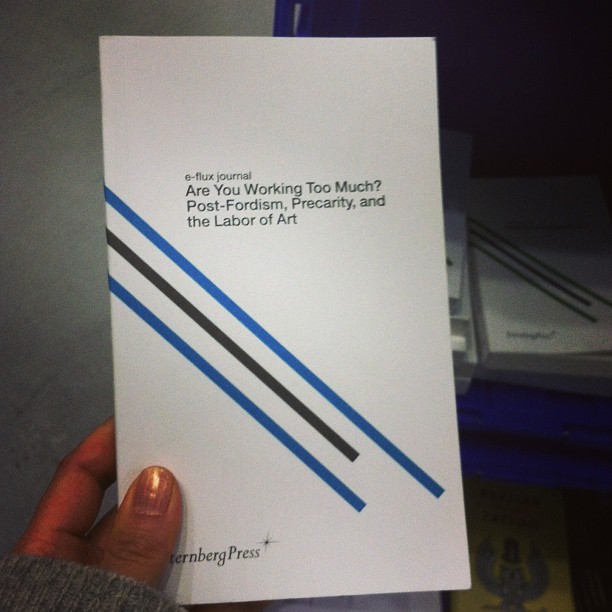 e-flux journal
Are You Working Too Much?
Post-Fordism, Precarity, and
the Labor of Art
ternbergPress